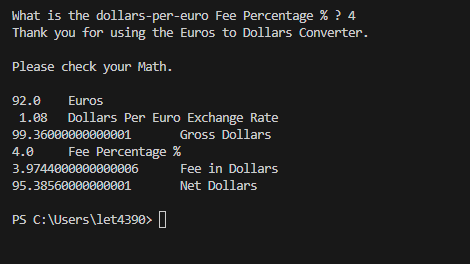 What is the dollars-per-euro Fee Percentage % ? 4
Thank you for using the Euros to Dollars Converter.
Please check your Math.
92.0    Euros
 1.08   Dollars Per Euro Exchange Rate
99.36000000000001       Gross Dollars
4.0     Fee Percentage %
3.9744000000000006      Fee in Dollars
95.38560000000001       Net Dollars
PS C:\Users\let4390>